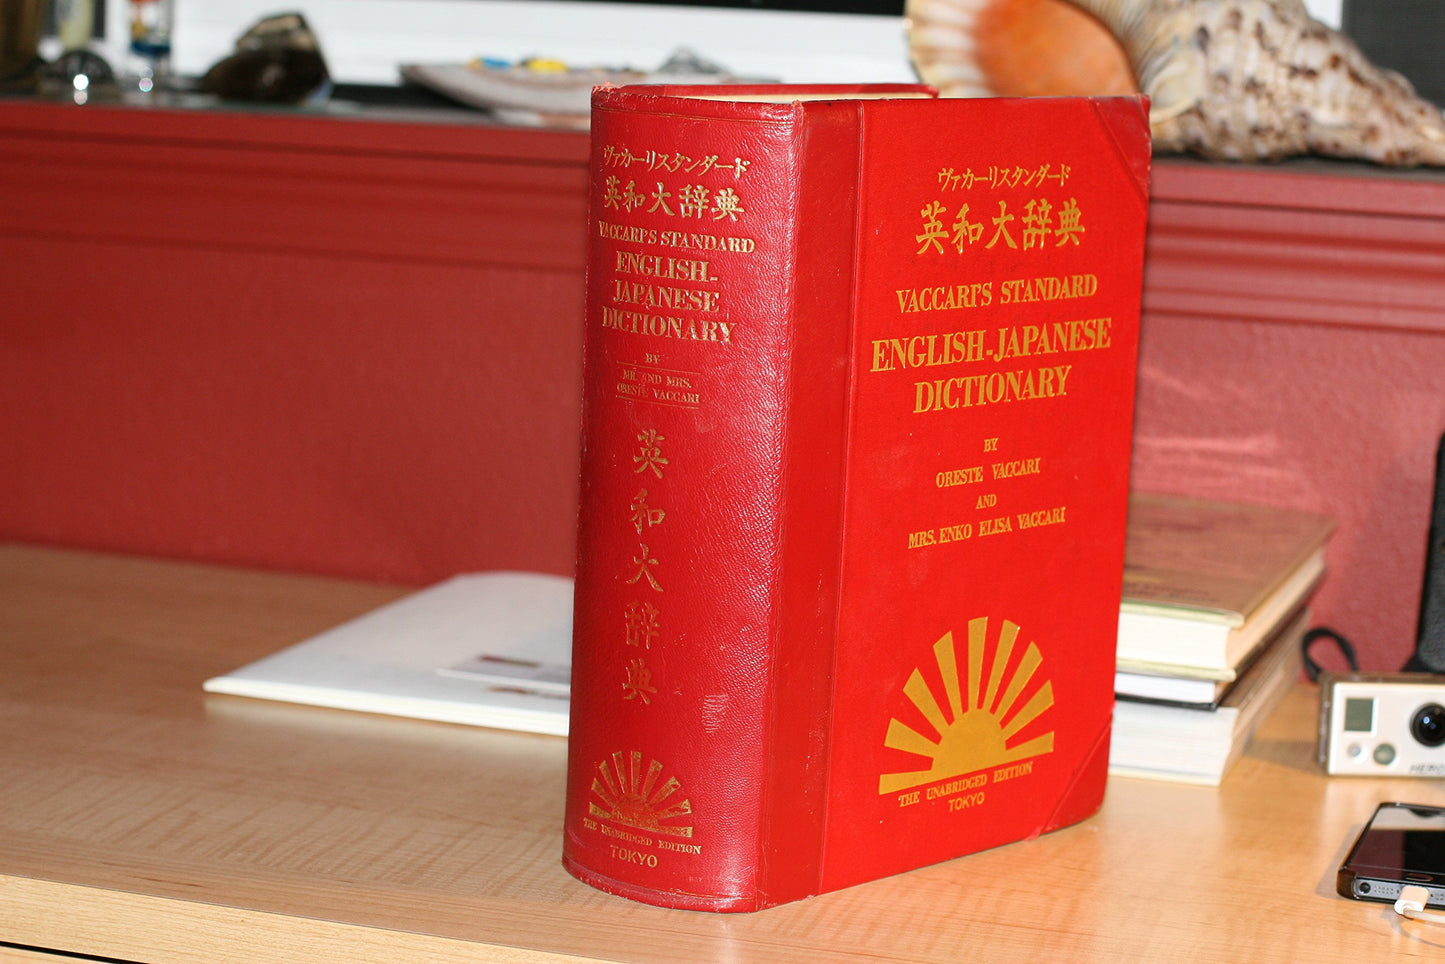 ヴァカーリスタンダード
英和大辞典
VACCARI'S STANDARD
ENGLISH-
JAPANESE
DICTIONARY
BY
MR AND MRS.
ORESTE VACCARI
英和大辞典
THE UNABRIDGED EDITION
TOKYO
ヴァカーリスタンダード
英和大辞典
VACCARI'S STANDARD
ENGLISH-JAPANESE
DICTIONARY
BY
ORESTE VACCARI
AND
MRS. ENKO ELISA VACCARI
THE UNABRIDGED EDITION
TOKYO